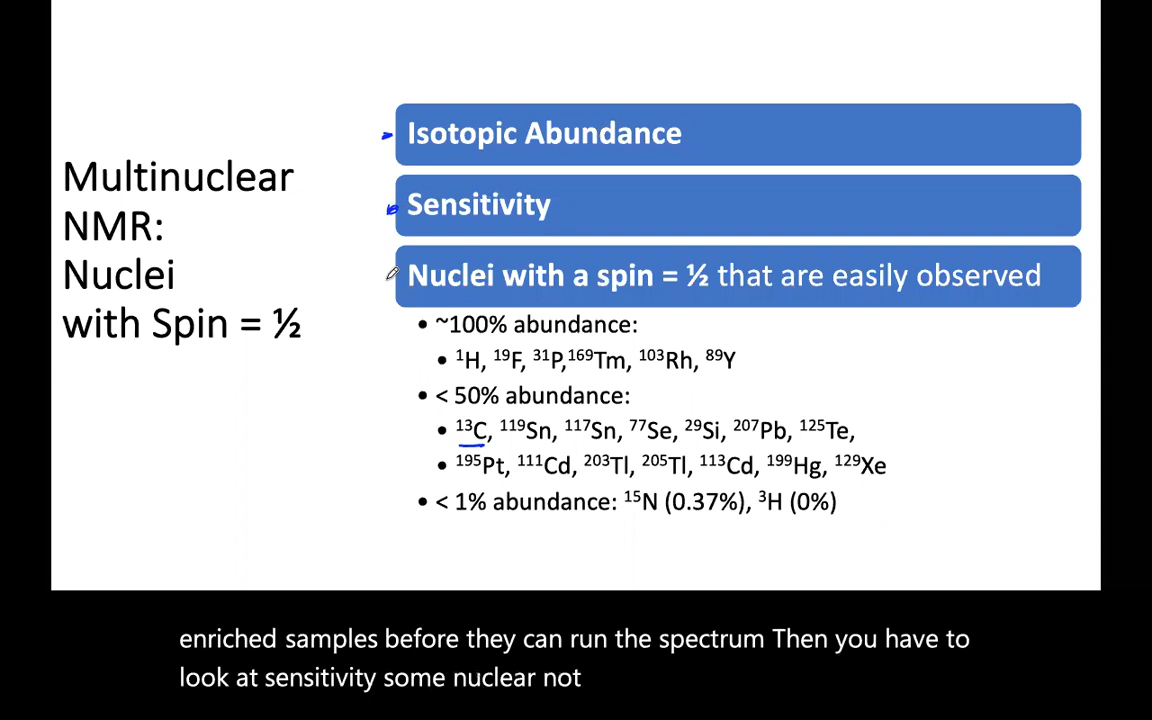 Multinuclear
NMR:
Nuclei
with Spin = ½
Isotopic Abundance
Sensitivity
Nuclei with a spin = ½ that are easily observed
• ~100% abundance:
• ¹H, ¹⁹F, ³¹P,¹⁶⁹Tm, ¹⁰³Rh, ⁸⁹Y
• < 50% abundance:
• ¹³C, ¹¹⁹Sn, ¹¹⁷Sn, ⁷⁷Se, ²⁹Si, ²⁰⁷Pb, ¹²⁵Te,
• ¹⁹⁵Pt, ¹¹¹Cd, ²⁰³Tl, ²⁰⁵Tl, ¹¹³Cd, ¹⁹⁹Hg, ¹²⁹Xe
• < 1% abundance: ¹⁵N (0.37%), ³H (0%)
enriched samples before they can run the spectrum Then you have to
look at sensitivity some nuclear not